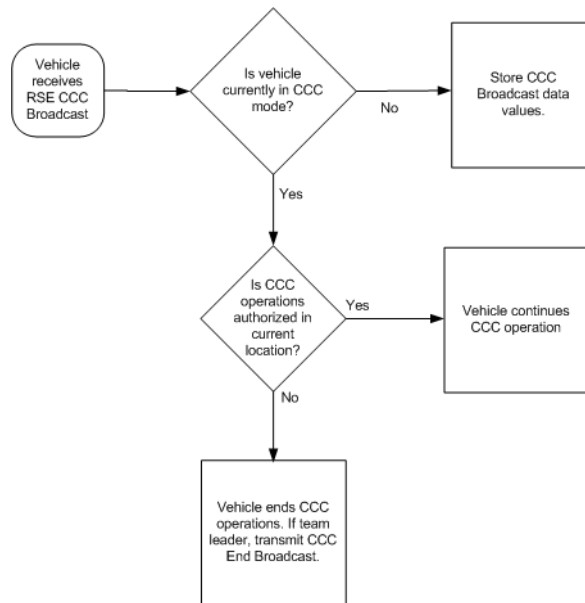 Vehicle
receives
RSE CCC
Broadcast
Is vehicle
currently in CCC
mode?
No
Store CCC
Broadcast data
values.
Yes
Is CCC
operations
authorized in
current
location?
Yes
Vehicle continues
CCC operation
No
Vehicle ends CCC
operations. If team
leader, transmit CCC
End Broadcast.